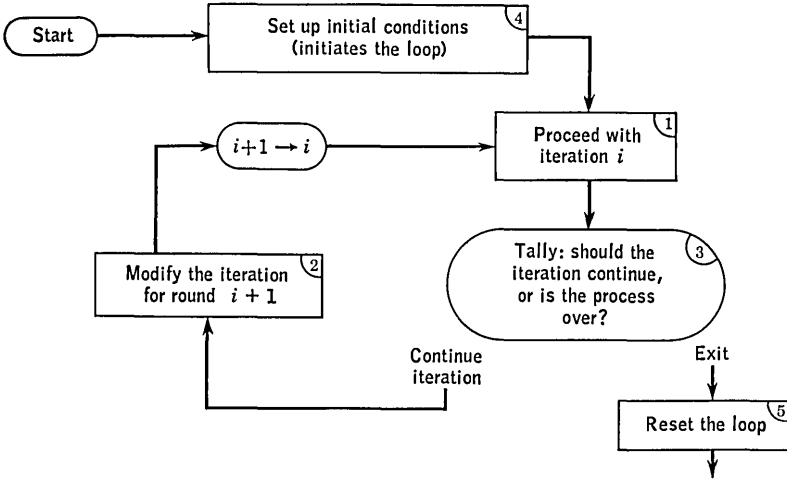 Start
Set up initial conditions
(initiates the loop)
4
i+1 → i
Proceed with
iteration i
1
Tally: should the
iteration continue,
or is the process
over?
3
Modify the iteration
for round i + 1
2
Continue
iteration
Exit
Reset the loop
5